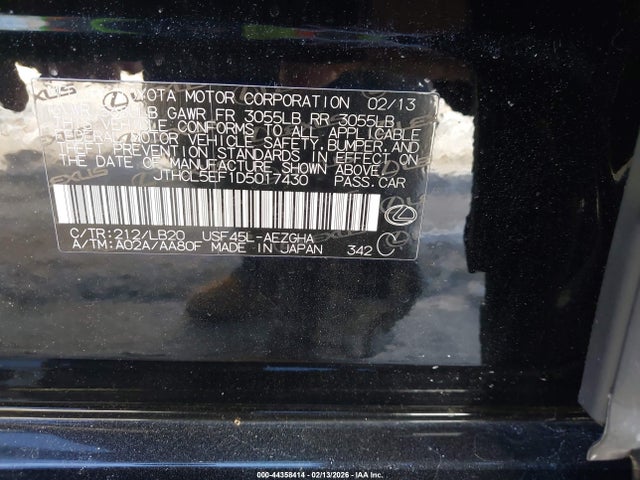 TOYOTA MOTOR CORPORATION 02/13
GVWR LB GAWR FR 3055LB RR 3055LB
THIS VEHICLE CONFORMS TO ALL APPLICABLE
FEDERAL MOTOR VEHICLE SAFETY, BUMPER, AND
THEFT PREVENTION STANDARDS IN EFFECT ON
THE DATE OF MANUFACTURE SHOWN ABOVE.
JTHCL5EF1D5017430 PASS.CAR
C/TR:212/LB20 USF45L-AEZGHA
A/TM:A02A/AA80F MADE IN JAPAN 342 C
000-44358414 - 02/13/2026 - IAA Inc.